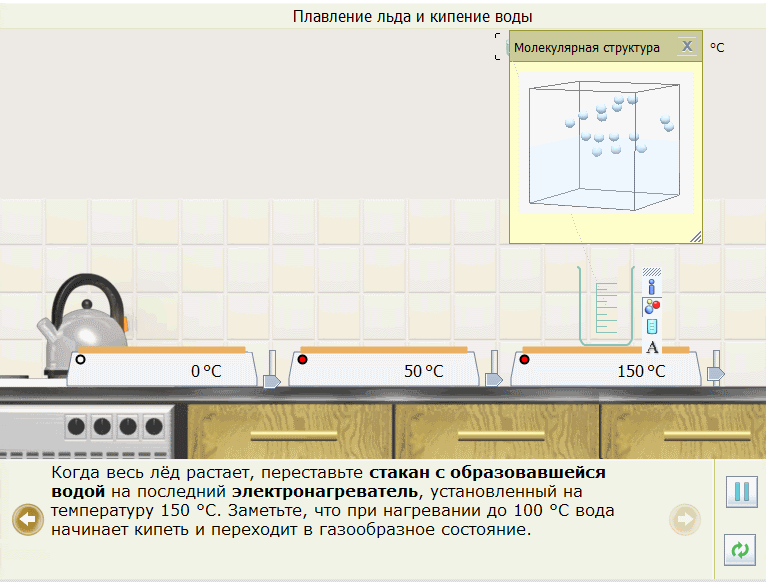 Плавление льда и кипение воды
Молекулярная структура X °C
0 °C 50 °C 150 °C
A
Когда весь лёд растает, переставьте стакан с образовавшейся
водой на последний электронагреватель, установленный на
температуру 150 °C. Заметьте, что при нагревании до 100 °C вода
начинает кипеть и переходит в газообразное состояние.